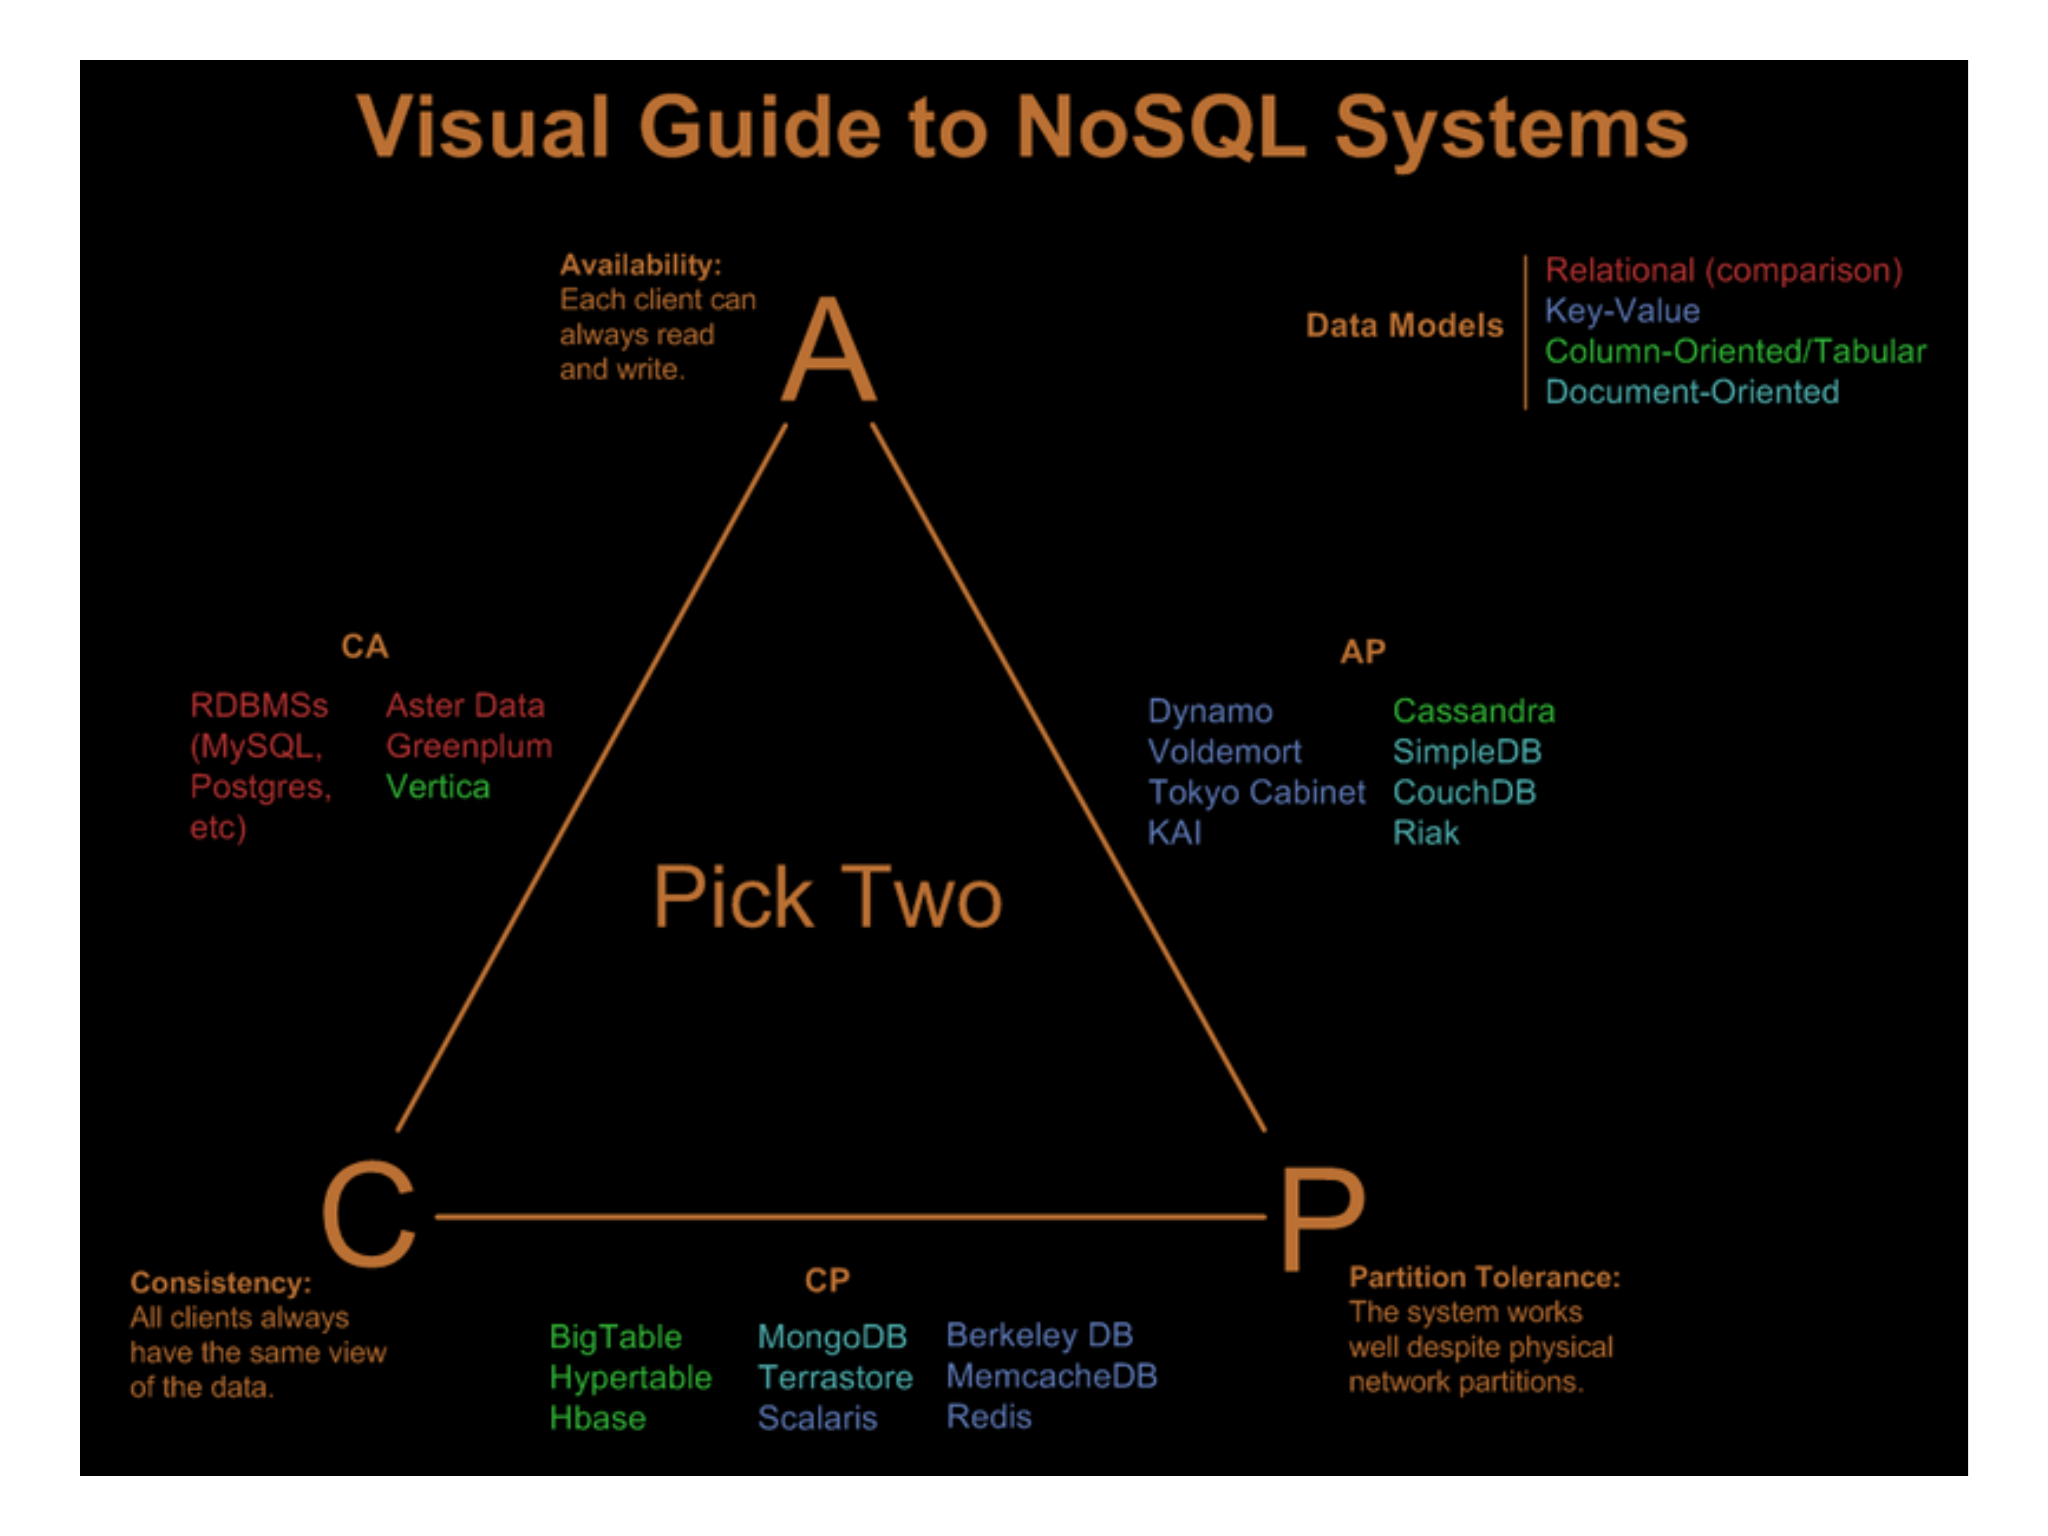 Visual Guide to NoSQL Systems
Availability:
Each client can
always read
and write.
A
Data Models
Relational (comparison)
Key-Value
Column-Oriented/Tabular
Document-Oriented
CA
RDBMSs
(MySQL,
Postgres,
etc)
Aster Data
Greenplum
Vertica
AP
Dynamo
Voldemort
Tokyo Cabinet
KAI
Cassandra
SimpleDB
CouchDB
Riak
Pick Two
C
P
Consistency:
All clients always
have the same view
of the data.
CP
BigTable
Hypertable
Hbase
MongoDB
Terrastore
Scalaris
Berkeley DB
MemcacheDB
Redis
Partition Tolerance:
The system works
well despite physical
network partitions.